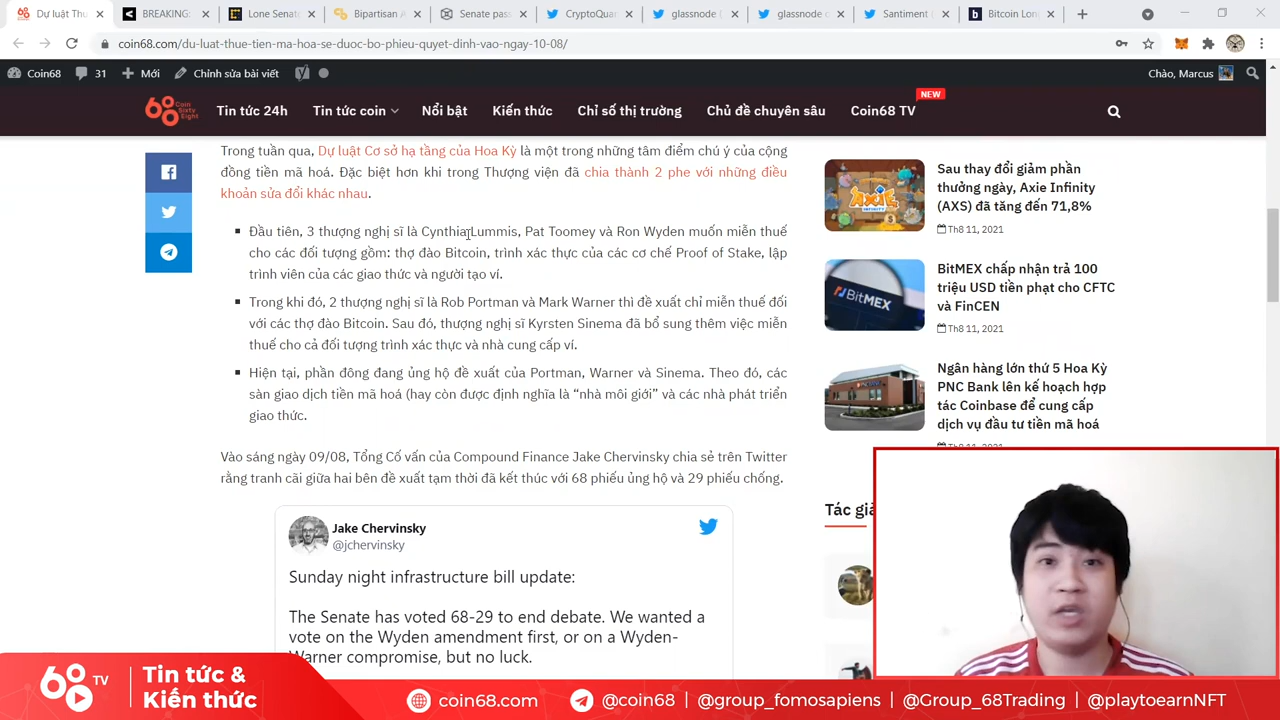 Dự luật Thu
BREAKING:
Lone Senate
Bipartisan A
Senate pass
CryptoQuar
glassnode (
glassnode c
Santiment (
Bitcoin Lon
coin68.com/du-luat-thue-tien-ma-hoa-se-duoc-bo-phieu-quyet-dinh-vao-ngay-10-08/
Coin68 31 Mới Chỉnh sửa bài viết Chào, Marcus
NEW
68 Coin Sixty Eight Tin tức 24h Tin tức coin Nổi bật Kiến thức Chỉ số thị trường Chủ đề chuyên sâu Coin68 TV
Trong tuần qua, Dự luật Cơ sở hạ tầng của Hoa Kỳ là một trong những tâm điểm chú ý của cộng
đồng tiền mã hoá. Đặc biệt hơn khi trong Thượng viện đã chia thành 2 phe với những điều
khoản sửa đổi khác nhau.
Đầu tiên, 3 thượng nghị sĩ là Cynthia Lummis, Pat Toomey và Ron Wyden muốn miễn thuế
cho các đối tượng gồm: thợ đào Bitcoin, trình xác thực của các cơ chế Proof of Stake, lập
trình viên của các giao thức và người tạo ví.
Trong khi đó, 2 thượng nghị sĩ là Rob Portman và Mark Warner thì đề xuất chỉ miễn thuế đối
với các thợ đào Bitcoin. Sau đó, thượng nghị sĩ Kyrsten Sinema đã bổ sung thêm việc miễn
thuế cho cả đối tượng trình xác thực và nhà cung cấp ví.
Hiện tại, phần đông đang ủng hộ đề xuất của Portman, Warner và Sinema. Theo đó, các
sàn giao dịch tiền mã hoá (hay còn được định nghĩa là “nhà môi giới” và các nhà phát triển
giao thức.
Vào sáng ngày 09/08, Tổng Cố vấn của Compound Finance Jake Chervinsky chia sẻ trên Twitter
rằng tranh cãi giữa hai bên đề xuất tạm thời đã kết thúc với 68 phiếu ủng hộ và 29 phiếu chống.
Jake Chervinsky
@jchervinsky
Sunday night infrastructure bill update:
The Senate has voted 68-29 to end debate. We wanted a
vote on the Wyden amendment first, or on a Wyden-
Warner compromise, but no luck.
Sau thay đổi giảm phần
thưởng ngày, Axie Infinity
(AXS) đã tăng đến 71,8%
Th8 11, 2021
BitMEX
BitMEX chấp nhận trả 100
triệu USD tiền phạt cho CFTC
và FinCEN
Th8 11, 2021
Ngân hàng lớn thứ 5 Hoa Kỳ
PNC Bank lên kế hoạch hợp
tác Coinbase để cung cấp
dịch vụ đầu tư tiền mã hoá
Th8 11, 2021
Tác giả
68 TV
Tin tức &
Kiến thức
coin68.com @coin68 | @group_fomosapiens | @Group_68Trading | @playtoearnNFT